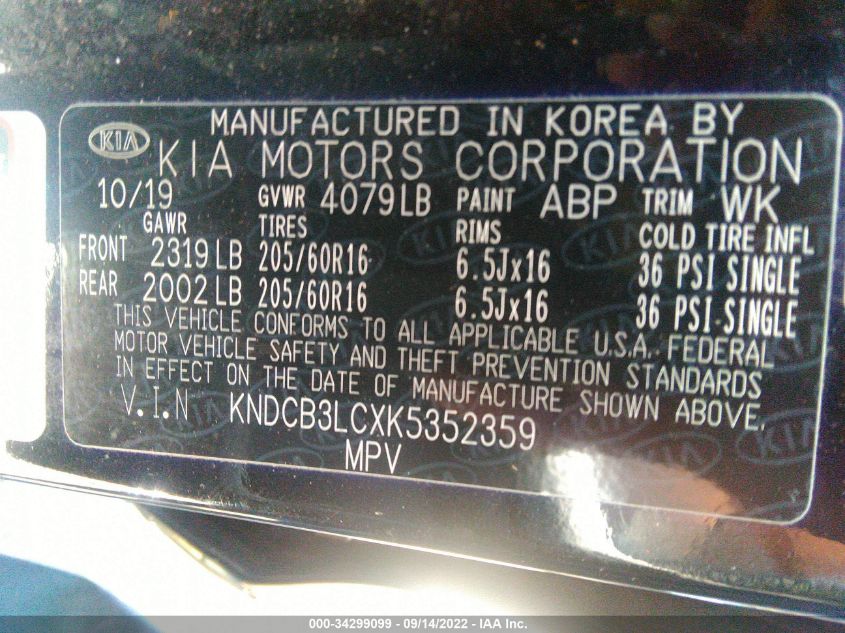 MANUFACTURED IN KOREA BY
KIA KIA MOTORS CORPORATION
10/19 GVWR 4079LB PAINT ABP TRIM WK
GAWR TIRES RIMS COLD TIRE INFL
FRONT 2319LB 205/60R16 6.5Jx16 36 PSI SINGLE
REAR 2002LB 205/60R16 6.5Jx16 36 PSI SINGLE
THIS VEHICLE CONFORMS TO ALL APPLICABLE U.S.A. FEDERAL
MOTOR VEHICLE SAFETY AND THEFT PREVENTION STANDARDS
IN EFFECT ON THE DATE OF MANUFACTURE SHOWN ABOVE.
V.I.N KNDCB3LCXK5352359
MPV
000-34299099 - 09/14/2022 - IAA Inc.